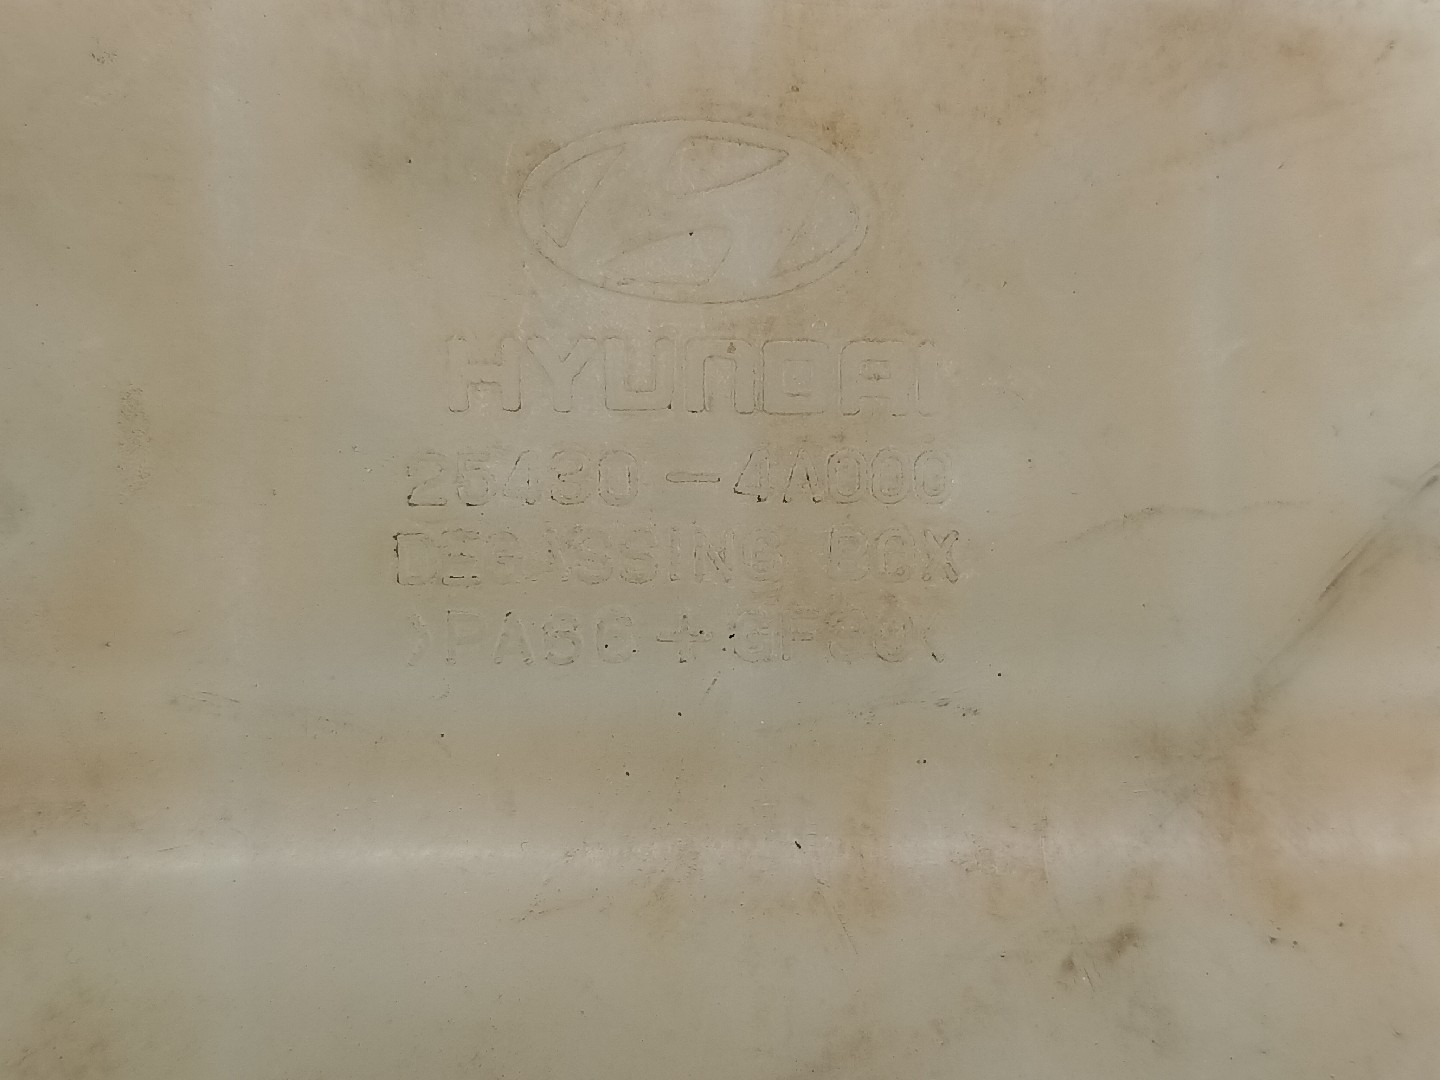 HYUNDAI
25430-4A000
DEGASSING BOX
>PA66+GF30<